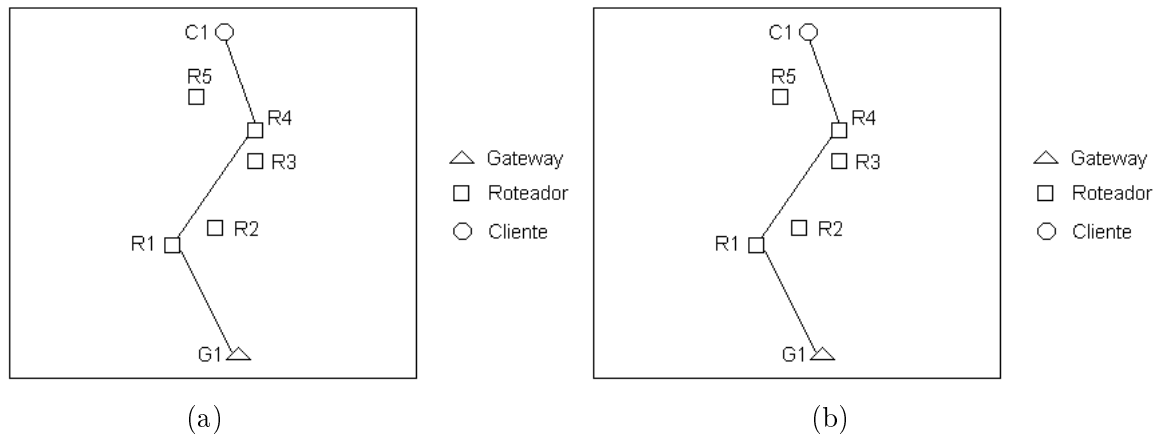 C1
R5
R4
R3
R2
R1
G1
Gateway
Roteador
Cliente
(a)
C1
R5
R4
R3
R2
R1
G1
Gateway
Roteador
Cliente
(b)